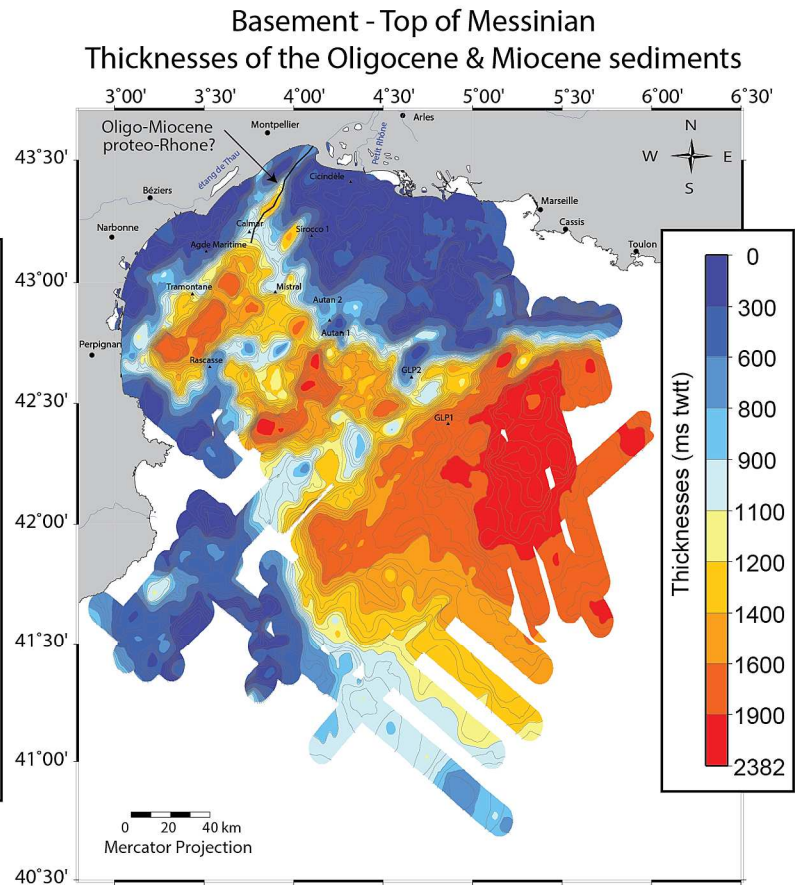 Basement - Top of Messinian
Thicknesses of the Oligocene & Miocene sediments
3˚00' 3˚30' 4˚00' 4˚30' 5˚00' 5˚30' 6˚00' 6˚30'
Oligo-Miocene
proteo-Rhone?
Montpellier
Arles
Petit Rhône
N
W E
S
43˚30'
étang de Thau
Cicindèle
Béziers
Marseille
Narbonne
Calmar
Sirocco 1
Cassis
Agde Maritime
Toulon
43˚00'
Tramontane
Mistral
Autan 2
Autan 1
Perpignan
Rascasse
GLP2
42˚30'
GLP1
42˚00'
41˚30'
41˚00'
40˚30'
0 20 40 km
Mercator Projection
Thicknesses (ms twtt)
0
300
600
800
900
1100
1200
1400
1600
1900
2382